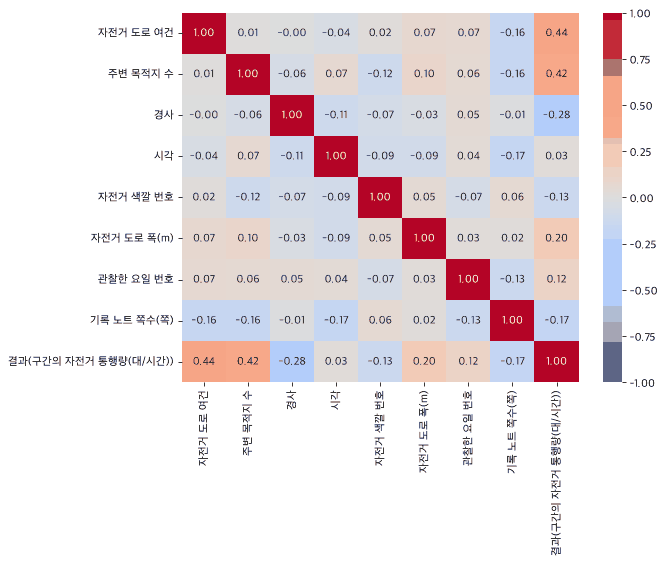 자전거 도로 여건 1.00 0.01 -0.00 -0.04 0.02 0.07 0.07 -0.16 0.44
주변 목적지 수 0.01 1.00 -0.06 0.07 -0.12 0.10 0.06 -0.16 0.42
경사 -0.00 -0.06 1.00 -0.11 -0.07 -0.03 0.05 -0.01 -0.28
시각 -0.04 0.07 -0.11 1.00 -0.09 -0.09 0.04 -0.17 0.03
자전거 색깔 번호 0.02 -0.12 -0.07 -0.09 1.00 0.05 -0.07 0.06 -0.13
자전거 도로 폭(m) 0.07 0.10 -0.03 -0.09 0.05 1.00 0.03 0.02 0.20
관찰한 요일 번호 0.07 0.06 0.05 0.04 -0.07 0.03 1.00 -0.13 0.12
기록 노트 쪽수(쪽) -0.16 -0.16 -0.01 -0.17 0.06 0.02 -0.13 1.00 -0.17
결과(구간의 자전거 통행량(대/시간)) 0.44 0.42 -0.28 0.03 -0.13 0.20 0.12 -0.17 1.00
자전거 도로 여건
주변 목적지 수
경사
시각
자전거 색깔 번호
자전거 도로 폭(m)
관찰한 요일 번호
기록 노트 쪽수(쪽)
결과(구간의 자전거 통행량(대/시간))
1.00
0.75
0.50
0.25
0.00
-0.25
-0.50
-0.75
-1.00